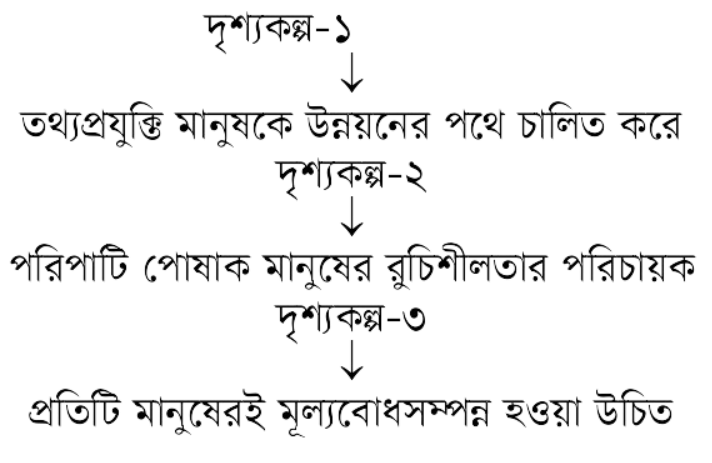 দৃশ্যকল্প-১
↓
তথ্যপ্রযুক্তি মানুষকে উন্নয়নের পথে চালিত করে
দৃশ্যকল্প-২
↓
পরিপাটি পোষাক মানুষের রুচিশীলতার পরিচায়ক
দৃশ্যকল্প-৩
↓
প্রতিটি মানুষেরই মূল্যবোধসম্পন্ন হওয়া উচিত